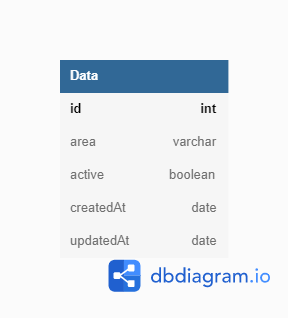 Data
id int
area varchar
active boolean
createdAt date
updatedAt date
dbdiagram.io